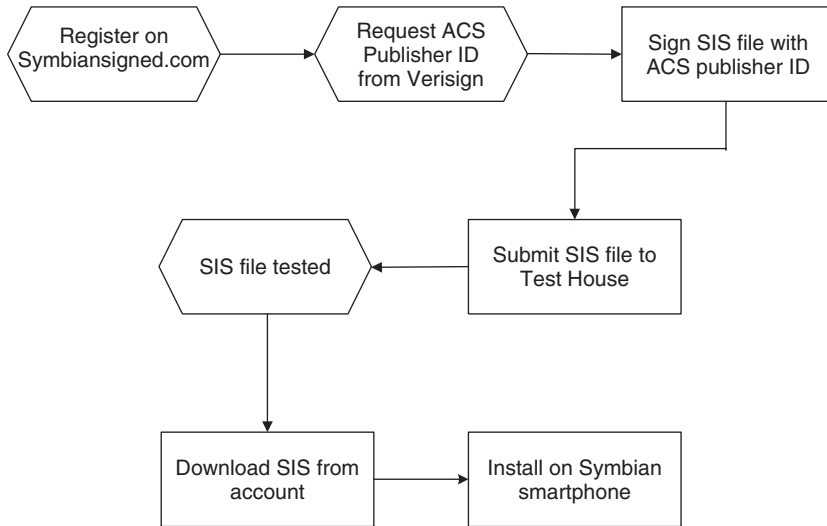 Register on
Symbiansigned.com
Request ACS
Publisher ID
from Verisign
Sign SIS file with
ACS publisher ID
Submit SIS file to
Test House
SIS file tested
Download SIS from
account
Install on Symbian
smartphone